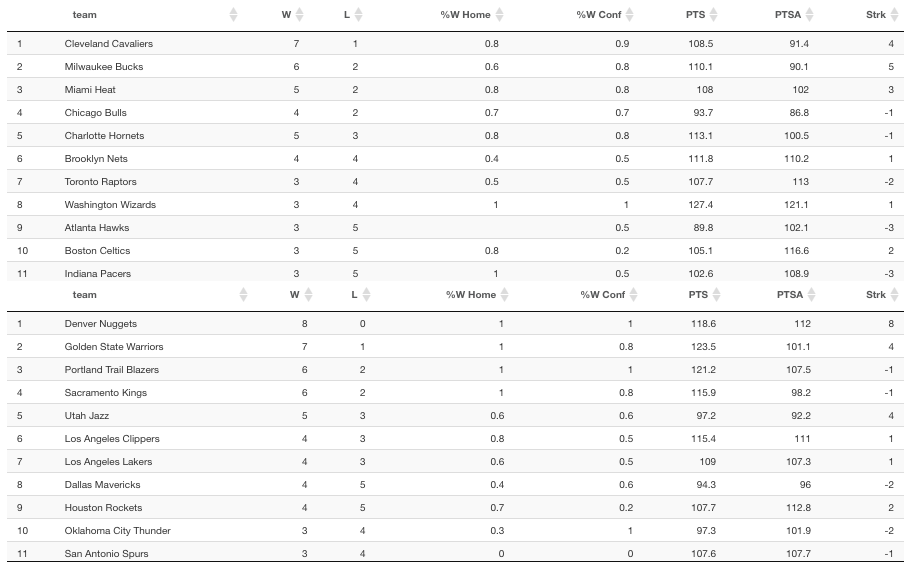 team W L %W Home %W Conf PTS PTSA Strk
1 Cleveland Cavaliers 7 1 0.8 0.9 108.5 91.4 4
2 Milwaukee Bucks 6 2 0.6 0.8 110.1 90.1 5
3 Miami Heat 5 2 0.8 0.8 108 102 3
4 Chicago Bulls 4 2 0.7 0.7 93.7 86.8 -1
5 Charlotte Hornets 5 3 0.8 0.8 113.1 100.5 -1
6 Brooklyn Nets 4 4 0.4 0.5 111.8 110.2 1
7 Toronto Raptors 3 4 0.5 0.5 107.7 113 -2
8 Washington Wizards 3 4 1 1 127.4 121.1 1
9 Atlanta Hawks 3 5 0.5 89.8 102.1 -3
10 Boston Celtics 3 5 0.8 0.2 105.1 116.6 2
11 Indiana Pacers 3 5 1 0.5 102.6 108.9 -3
team W L %W Home %W Conf PTS PTSA Strk
1 Denver Nuggets 8 0 1 1 118.6 112 8
2 Golden State Warriors 7 1 1 0.8 123.5 101.1 4
3 Portland Trail Blazers 6 2 1 1 121.2 107.5 -1
4 Sacramento Kings 6 2 1 0.8 115.9 98.2 -1
5 Utah Jazz 5 3 0.6 0.6 97.2 92.2 4
6 Los Angeles Clippers 4 3 0.8 0.5 115.4 111 1
7 Los Angeles Lakers 4 3 0.6 0.5 109 107.3 1
8 Dallas Mavericks 4 5 0.4 0.6 94.3 96 -2
9 Houston Rockets 4 5 0.7 0.2 107.7 112.8 2
10 Oklahoma City Thunder 3 4 0.3 1 97.3 101.9 -2
11 San Antonio Spurs 3 4 0 0 107.6 107.7 -1